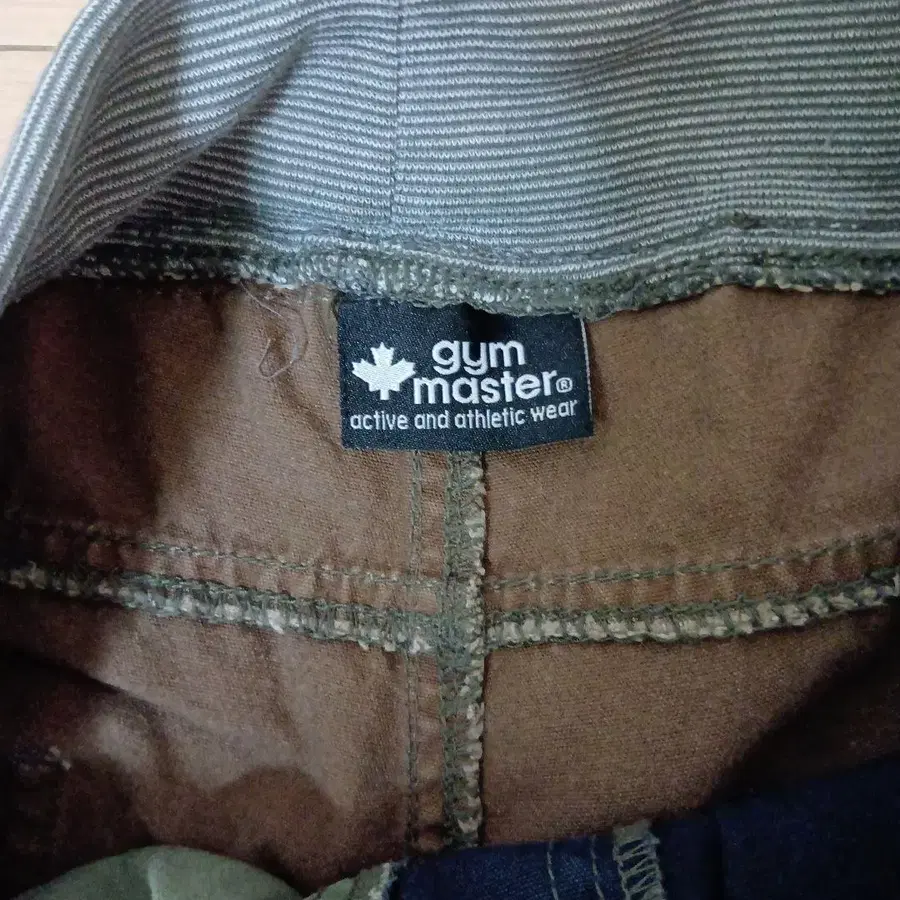 gym
master®
active and athletic wear